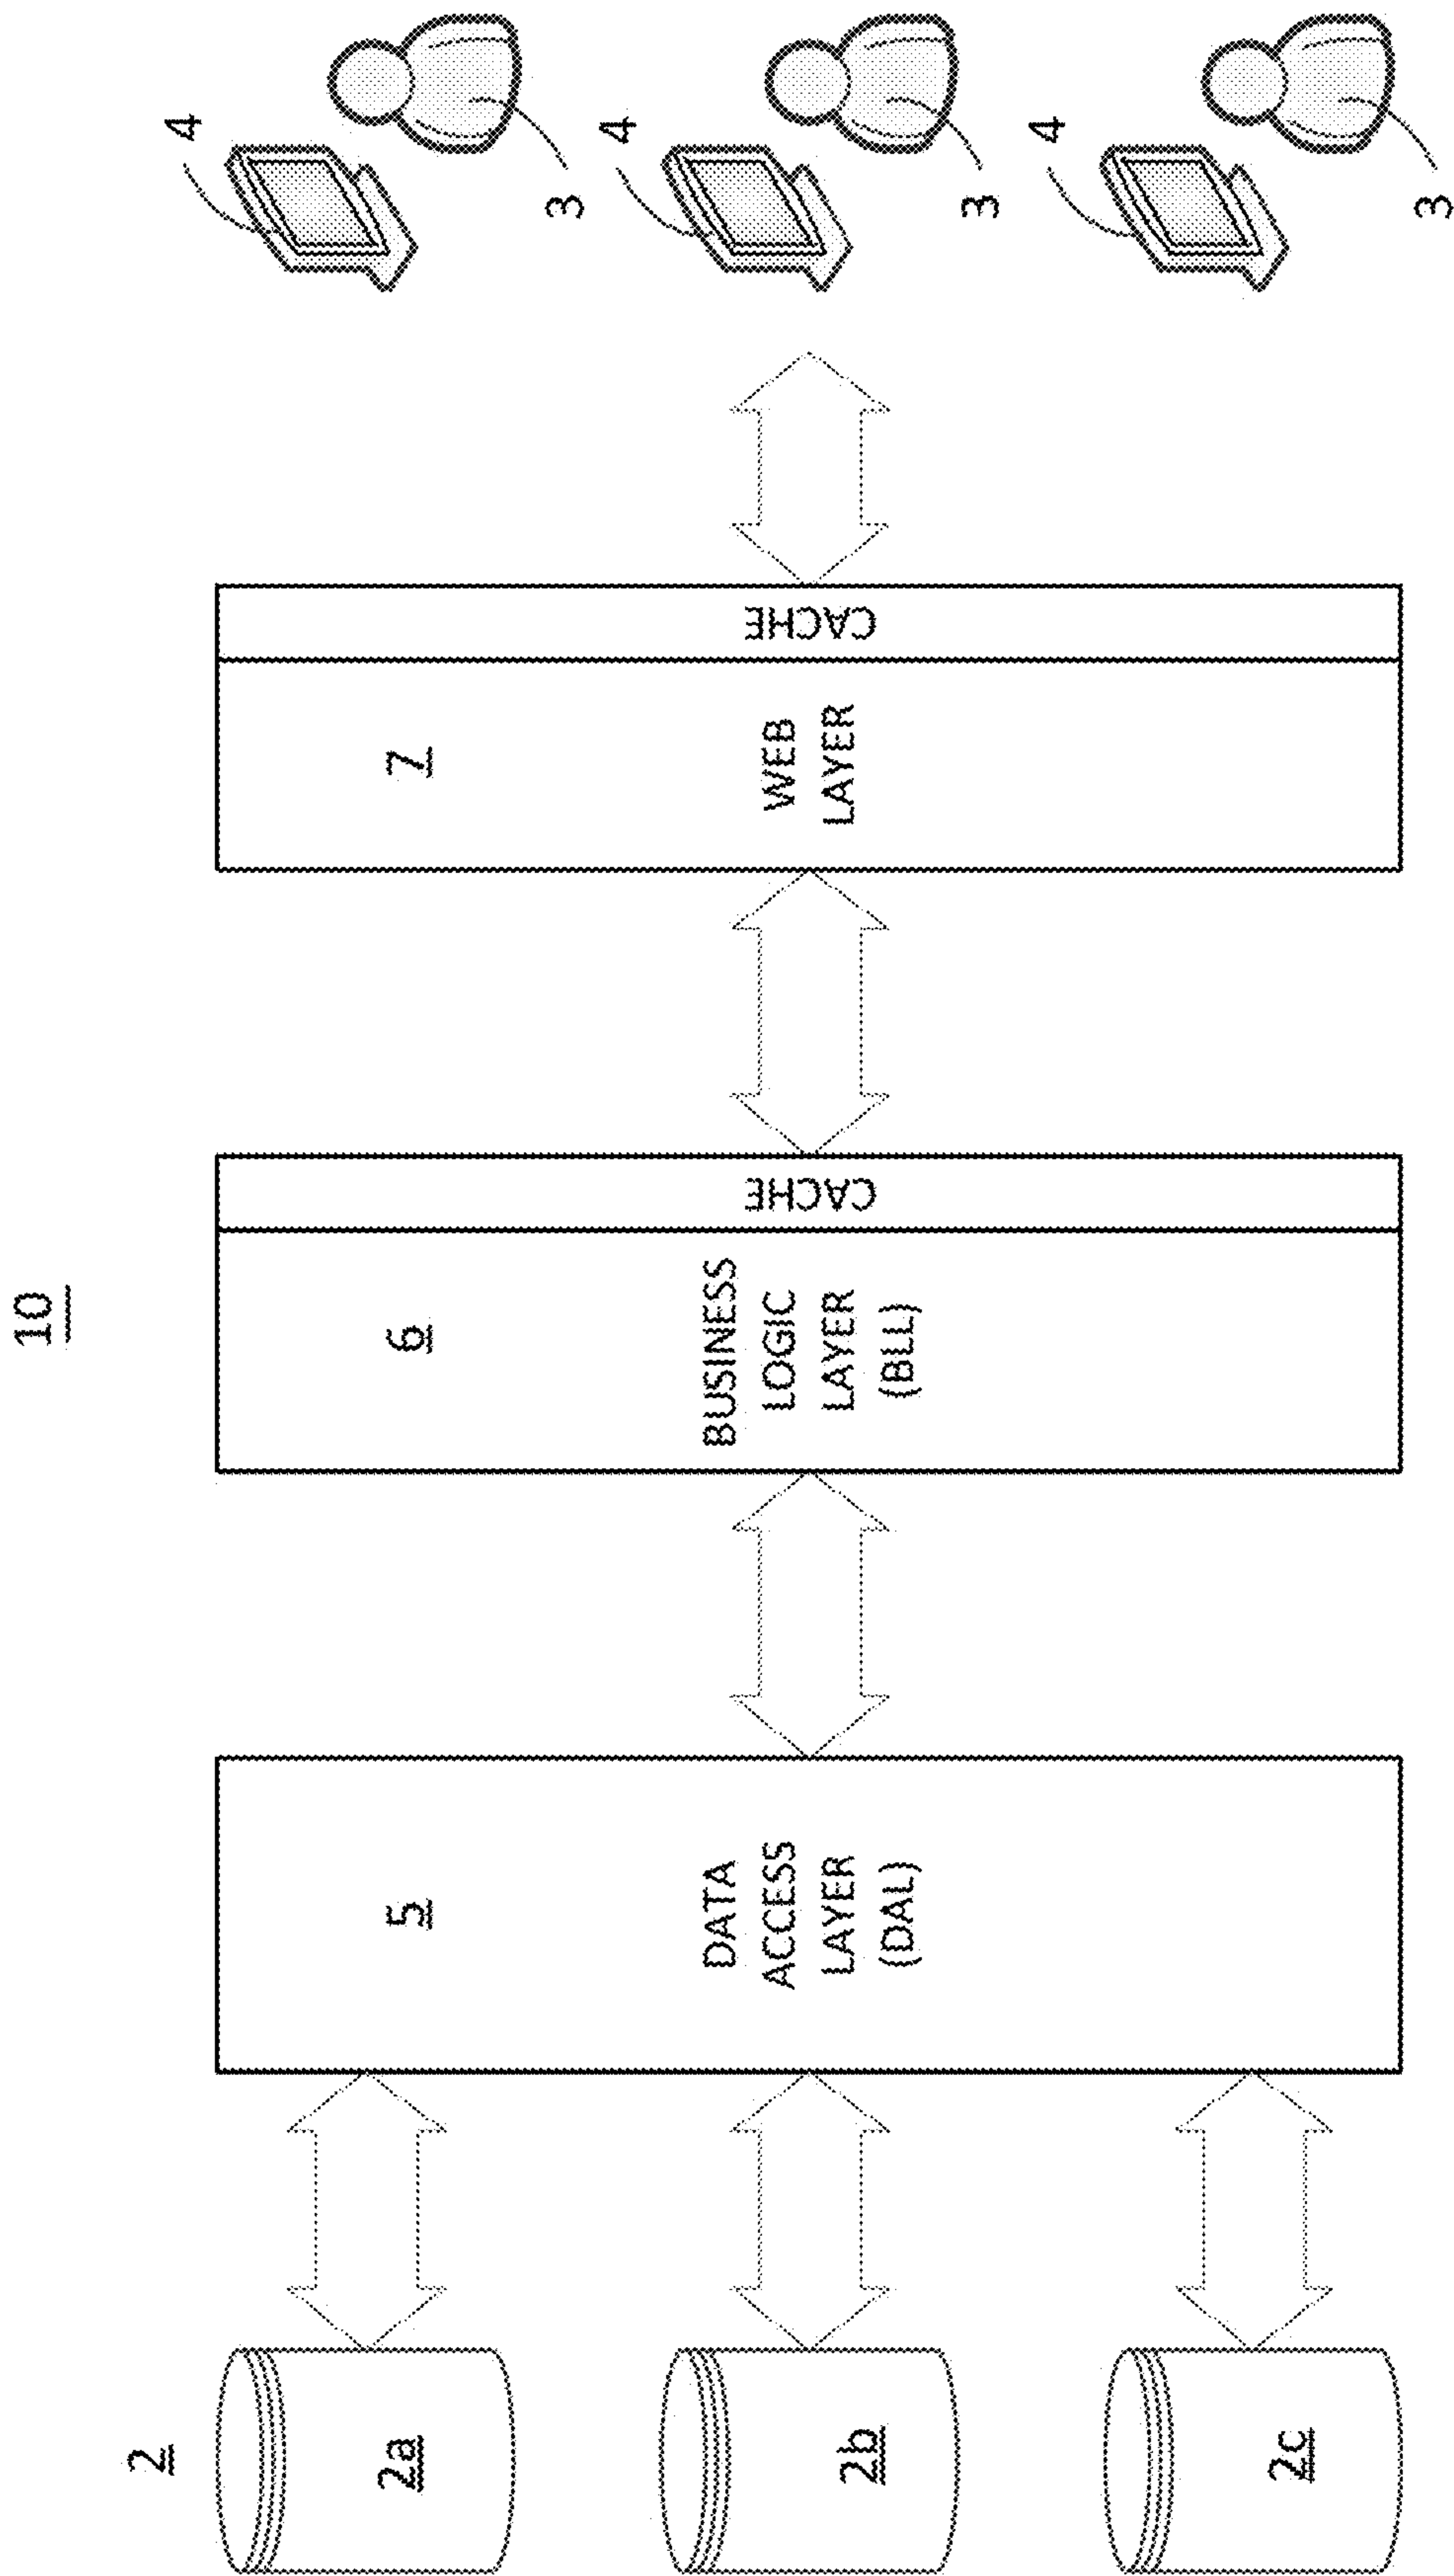 10
2
2a
2b
2c
5
DATA
ACCESS
LAYER
(DAL)
6
BUSINESS
LOGIC
LAYER
(BLL)
CACHE
7
WEB
LAYER
CACHE
4
3
4
3
4
3